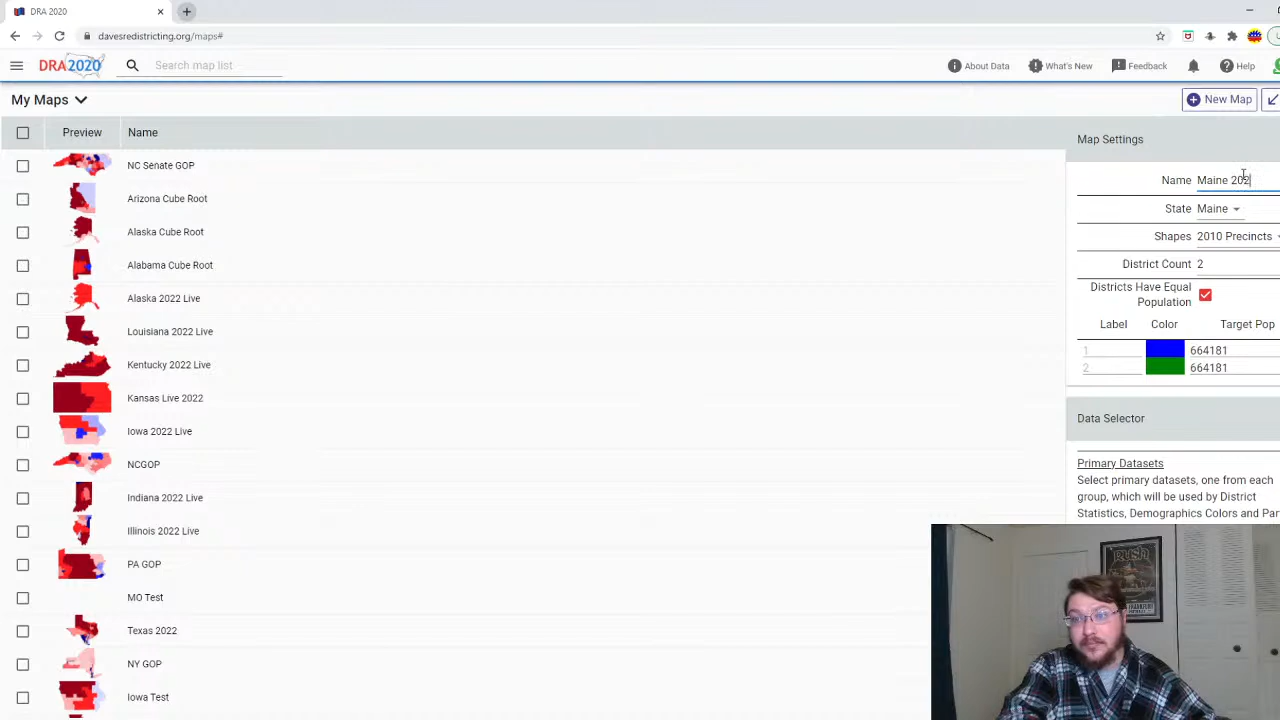 DRA 2020
davesredistricting.org/maps#
DRA2020
Search map list
About Data
What's New
Feedback
Help
My Maps
New Map
Preview
Name
NC Senate GOP
Arizona Cube Root
Alaska Cube Root
Alabama Cube Root
Alaska 2022 Live
Louisiana 2022 Live
Kentucky 2022 Live
Kansas Live 2022
Iowa 2022 Live
NCGOP
Indiana 2022 Live
Illinois 2022 Live
PA GOP
MO Test
Texas 2022
NY GOP
Iowa Test
Map Settings
Name Maine 202
State Maine
Shapes 2010 Precincts
District Count 2
Districts Have Equal
Population
Label Color Target Pop
1 664181
2 664181
Data Selector
Primary Datasets
Select primary datasets, one from each
group, which will be used by District
Statistics, Demographics Colors and Par
RUSH